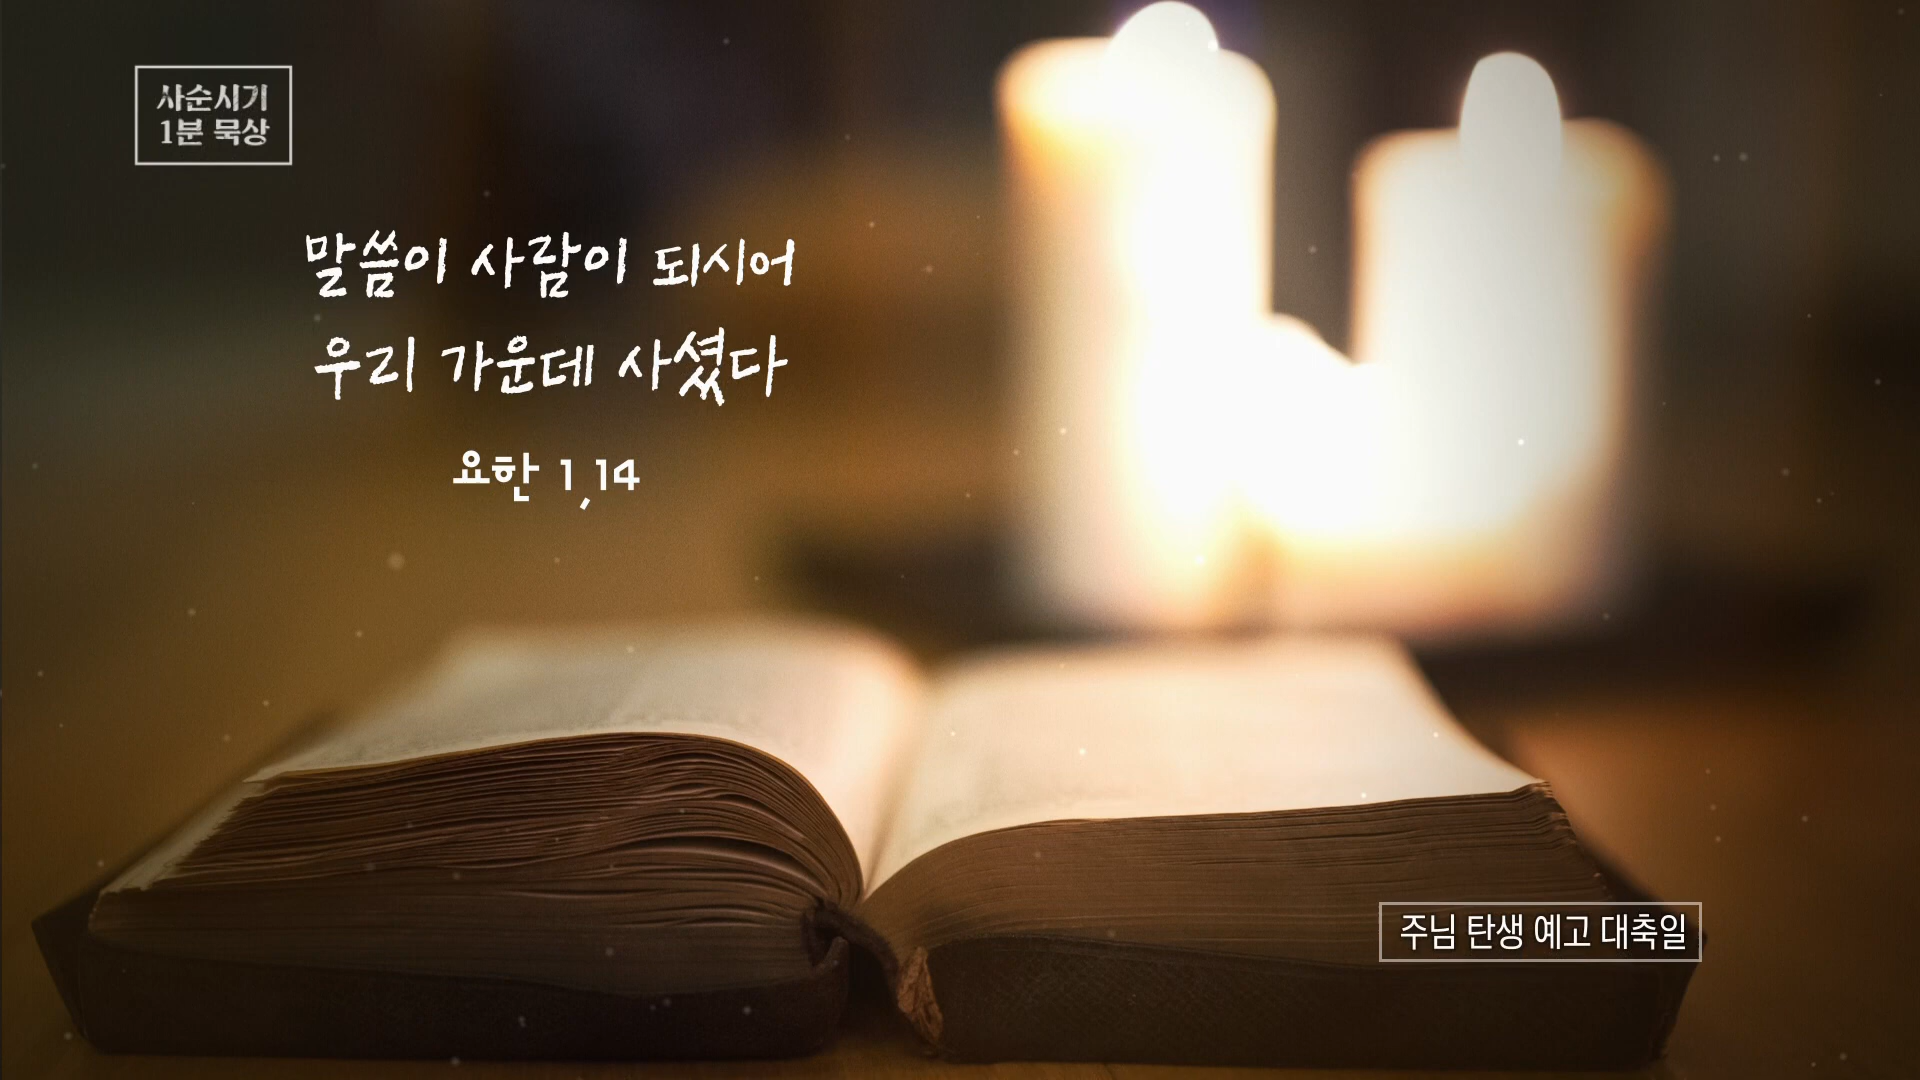 사순시기
1분 묵상
말씀이 사람이 되시어
우리 가운데 사셨다
요한 1,14
주님 탄생 예고 대축일